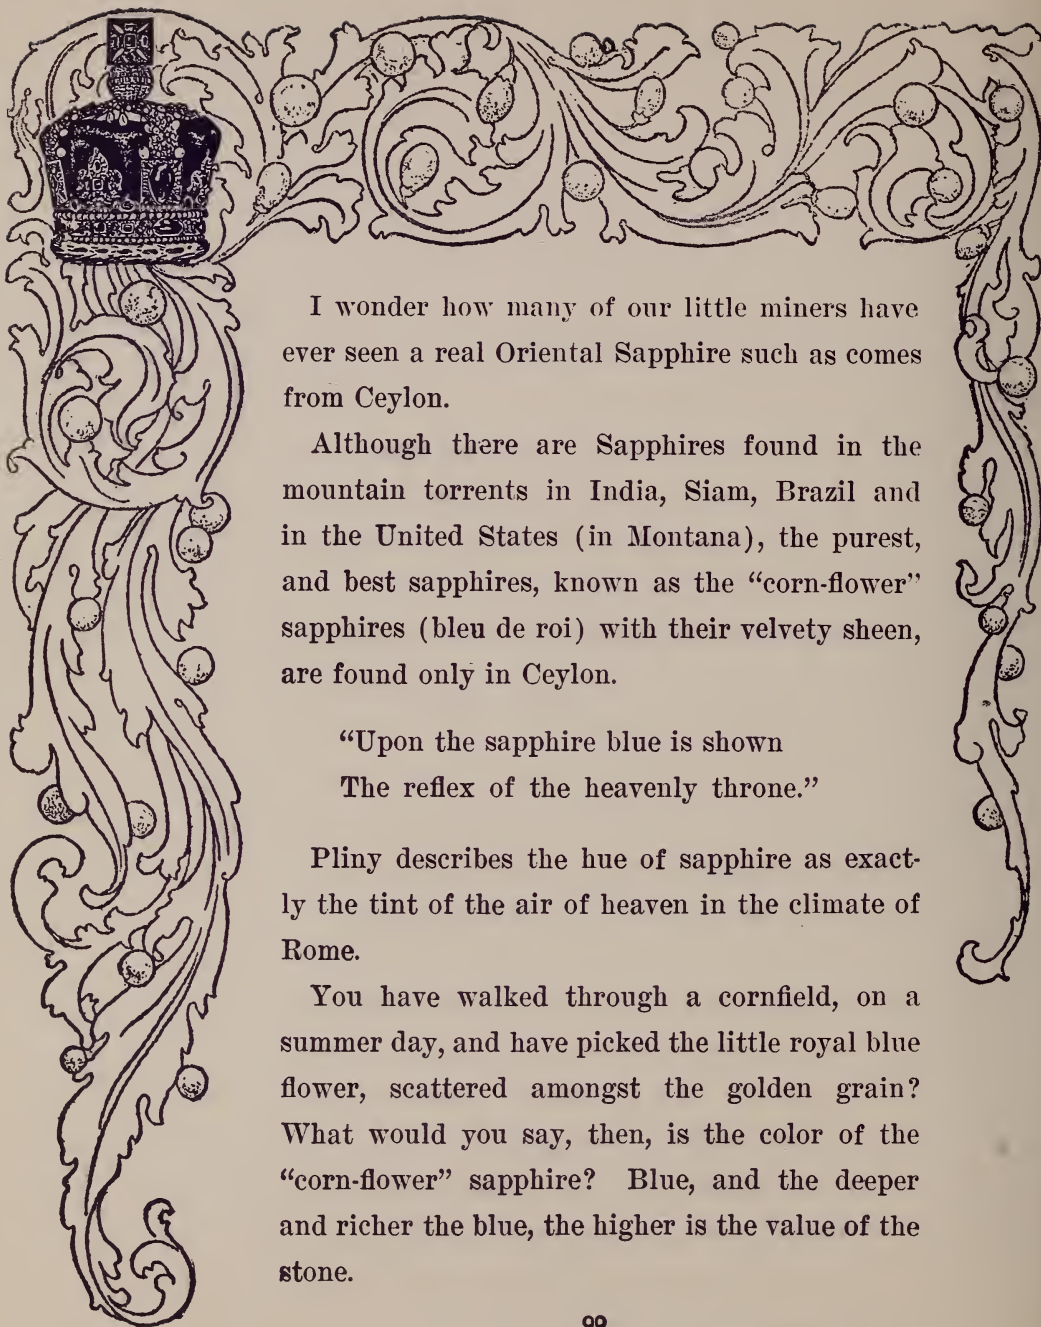 I wonder how many of our little miners have
ever seen a real Oriental Sapphire such as comes
from Ceylon.
Although there are Sapphires found in the
mountain torrents in India, Siam, Brazil and
in the United States (in Montana), the purest,
and best sapphires, known as the “corn-flower”
sapphires (bleu de roi) with their velvety sheen,
are found only in Ceylon.
“Upon the sapphire blue is shown
The reflex of the heavenly throne.”
Pliny describes the hue of sapphire as exact-
ly the tint of the air of heaven in the climate of
Rome.
You have walked through a cornfield, on a
summer day, and have picked the little royal blue
flower, scattered amongst the golden grain?
What would you say, then, is the color of the
“corn-flower” sapphire? Blue, and the deeper
and richer the blue, the higher is the value of the
stone.